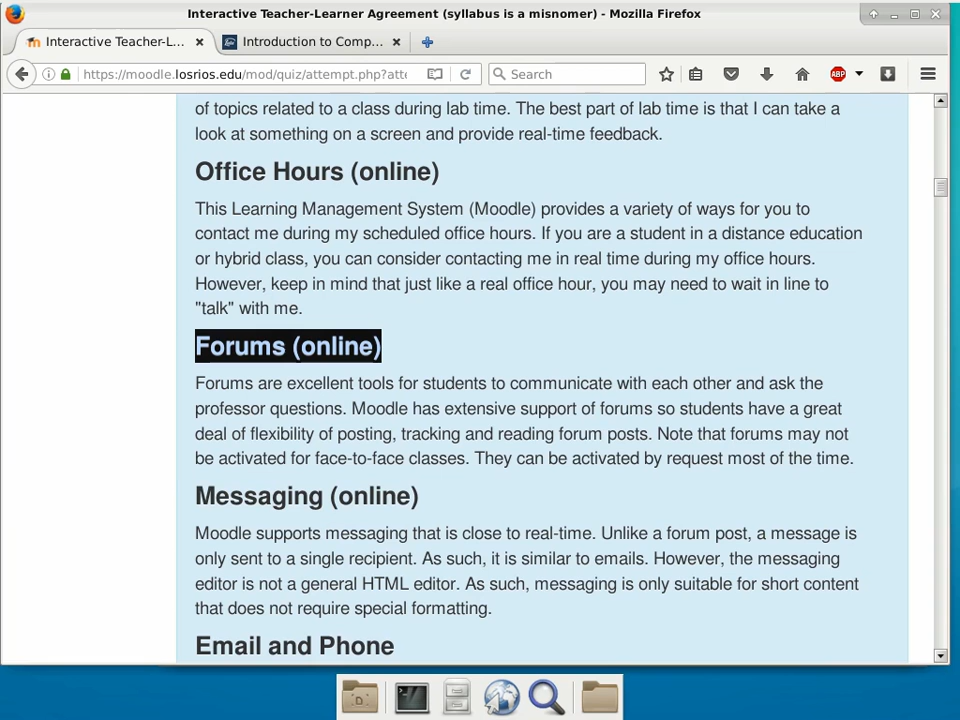 Interactive Teacher-Learner Agreement (syllabus is a misnomer) - Mozilla Firefox
Interactive Teacher-L...
Introduction to Comp...
https://moodle.losrios.edu/mod/quiz/attempt.php?atte
Search
ABP
of topics related to a class during lab time. The best part of lab time is that I can take a
look at something on a screen and provide real-time feedback.
Office Hours (online)
This Learning Management System (Moodle) provides a variety of ways for you to
contact me during my scheduled office hours. If you are a student in a distance education
or hybrid class, you can consider contacting me in real time during my office hours.
However, keep in mind that just like a real office hour, you may need to wait in line to
"talk" with me.
Forums (online)
Forums are excellent tools for students to communicate with each other and ask the
professor questions. Moodle has extensive support of forums so students have a great
deal of flexibility of posting, tracking and reading forum posts. Note that forums may not
be activated for face-to-face classes. They can be activated by request most of the time.
Messaging (online)
Moodle supports messaging that is close to real-time. Unlike a forum post, a message is
only sent to a single recipient. As such, it is similar to emails. However, the messaging
editor is not a general HTML editor. As such, messaging is only suitable for short content
that does not require special formatting.
Email and Phone